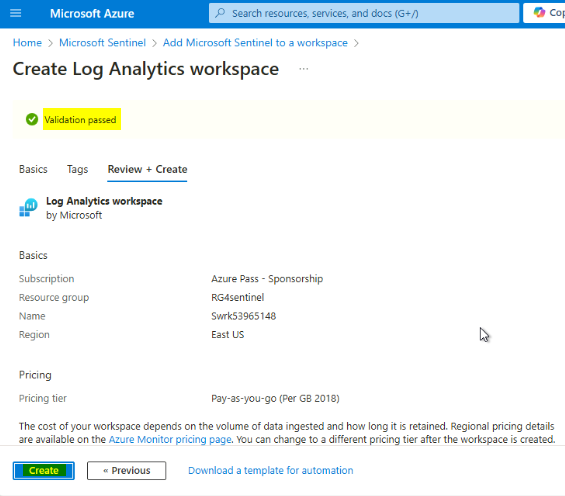 Microsoft Azure
Search resources, services, and docs (G+/)
Cop
Home > Microsoft Sentinel > Add Microsoft Sentinel to a workspace >
Create Log Analytics workspace ...
Validation passed
Basics Tags Review + Create
Log Analytics workspace
by Microsoft
Basics
Subscription Azure Pass - Sponsorship
Resource group RG4sentinel
Name Swrk53965148
Region East US
Pricing
Pricing tier Pay-as-you-go (Per GB 2018)
The cost of your workspace depends on the volume of data ingested and how long it is retained. Regional pricing details
are available on the Azure Monitor pricing page. You can change to a different pricing tier after the workspace is created.
Create « Previous Download a template for automation